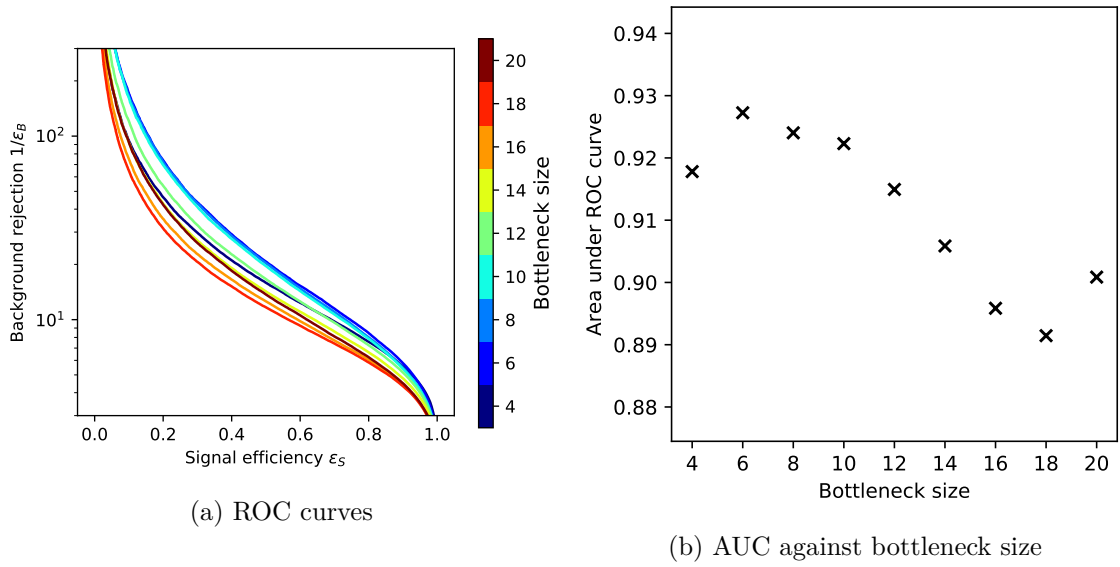 10²
10¹
Background rejection 1/ε_B
0.0 0.2 0.4 0.6 0.8 1.0
Signal efficiency ε_S
20
18
16
14
12
10
8
6
4
Bottleneck size
(a) ROC curves
0.94
0.93
0.92
0.91
0.90
0.89
0.88
Area under ROC curve
4 6 8 10 12 14 16 18 20
Bottleneck size
(b) AUC against bottleneck size